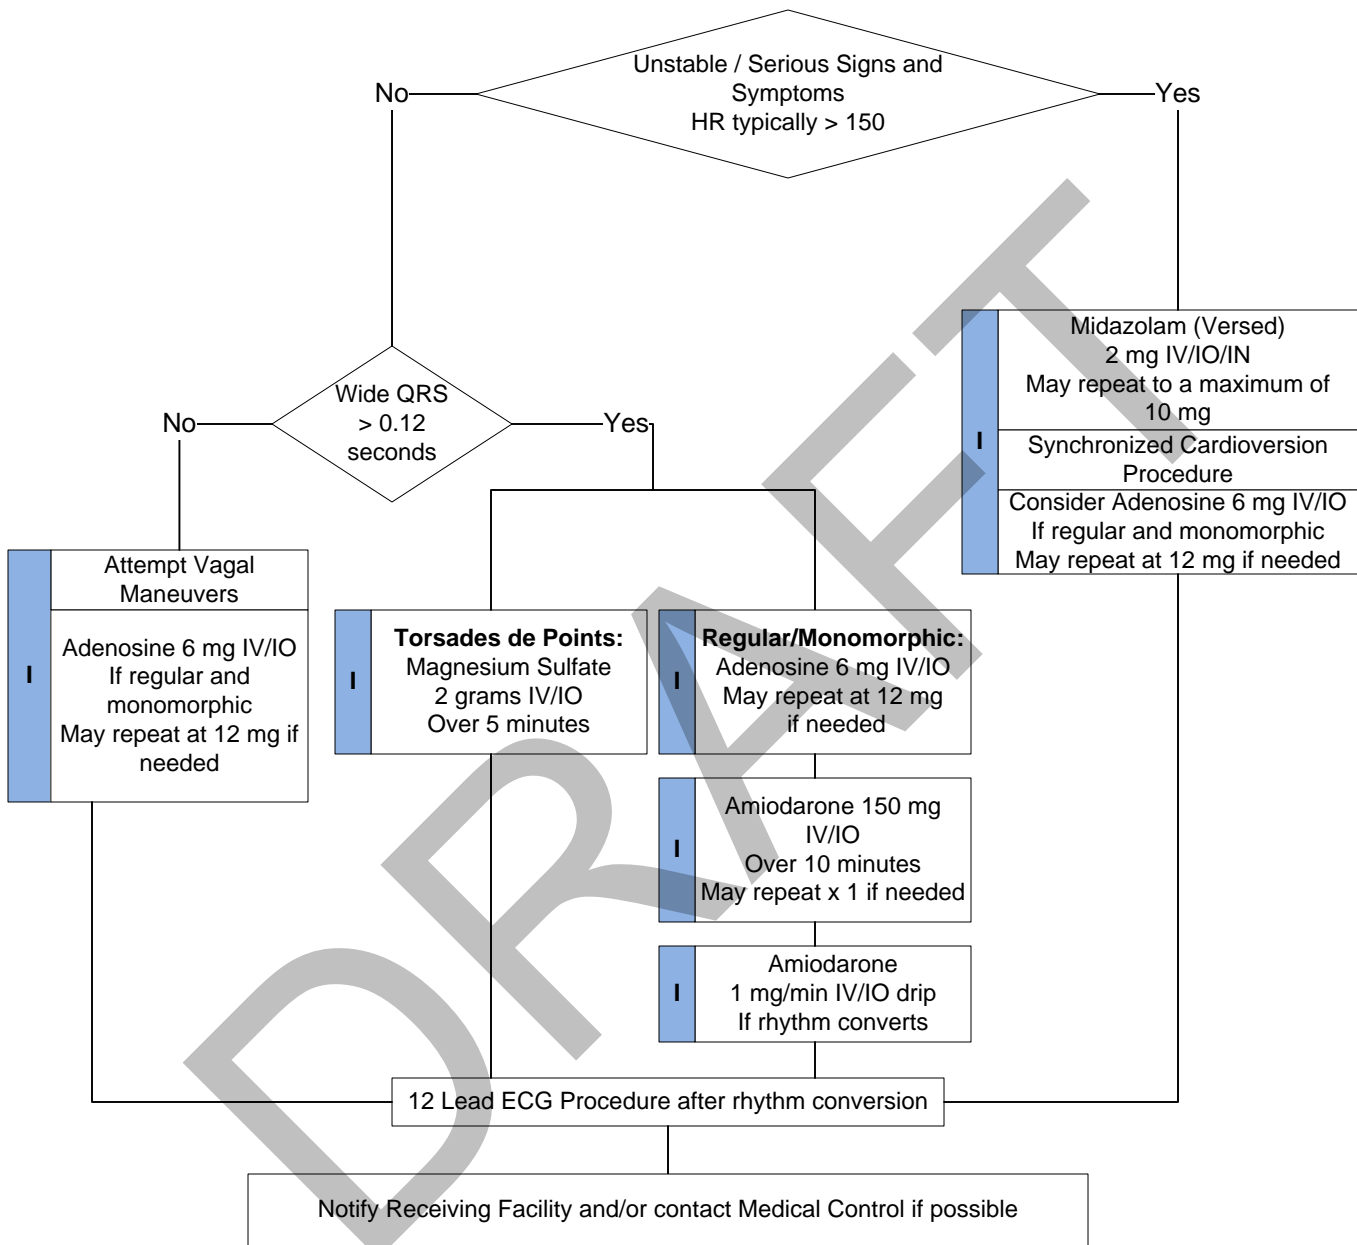 Unstable / Serious Signs and
Symptoms
HR typically > 150
No
Yes
Wide QRS
> 0.12
seconds
No
Yes
I
Midazolam (Versed)
2 mg IV/IO/IN
May repeat to a maximum of
10 mg
Synchronized Cardioversion
Procedure
Consider Adenosine 6 mg IV/IO
If regular and monomorphic
May repeat at 12 mg if needed
I
Attempt Vagal
Maneuvers
Adenosine 6 mg IV/IO
If regular and
monomorphic
May repeat at 12 mg if
needed
I
Torsades de Points:
Magnesium Sulfate
2 grams IV/IO
Over 5 minutes
I
Regular/Monomorphic:
Adenosine 6 mg IV/IO
May repeat at 12 mg
if needed
I
Amiodarone 150 mg
IV/IO
Over 10 minutes
May repeat x 1 if needed
I
Amiodarone
1 mg/min IV/IO drip
If rhythm converts
12 Lead ECG Procedure after rhythm conversion
Notify Receiving Facility and/or contact Medical Control if possible
DRAFT